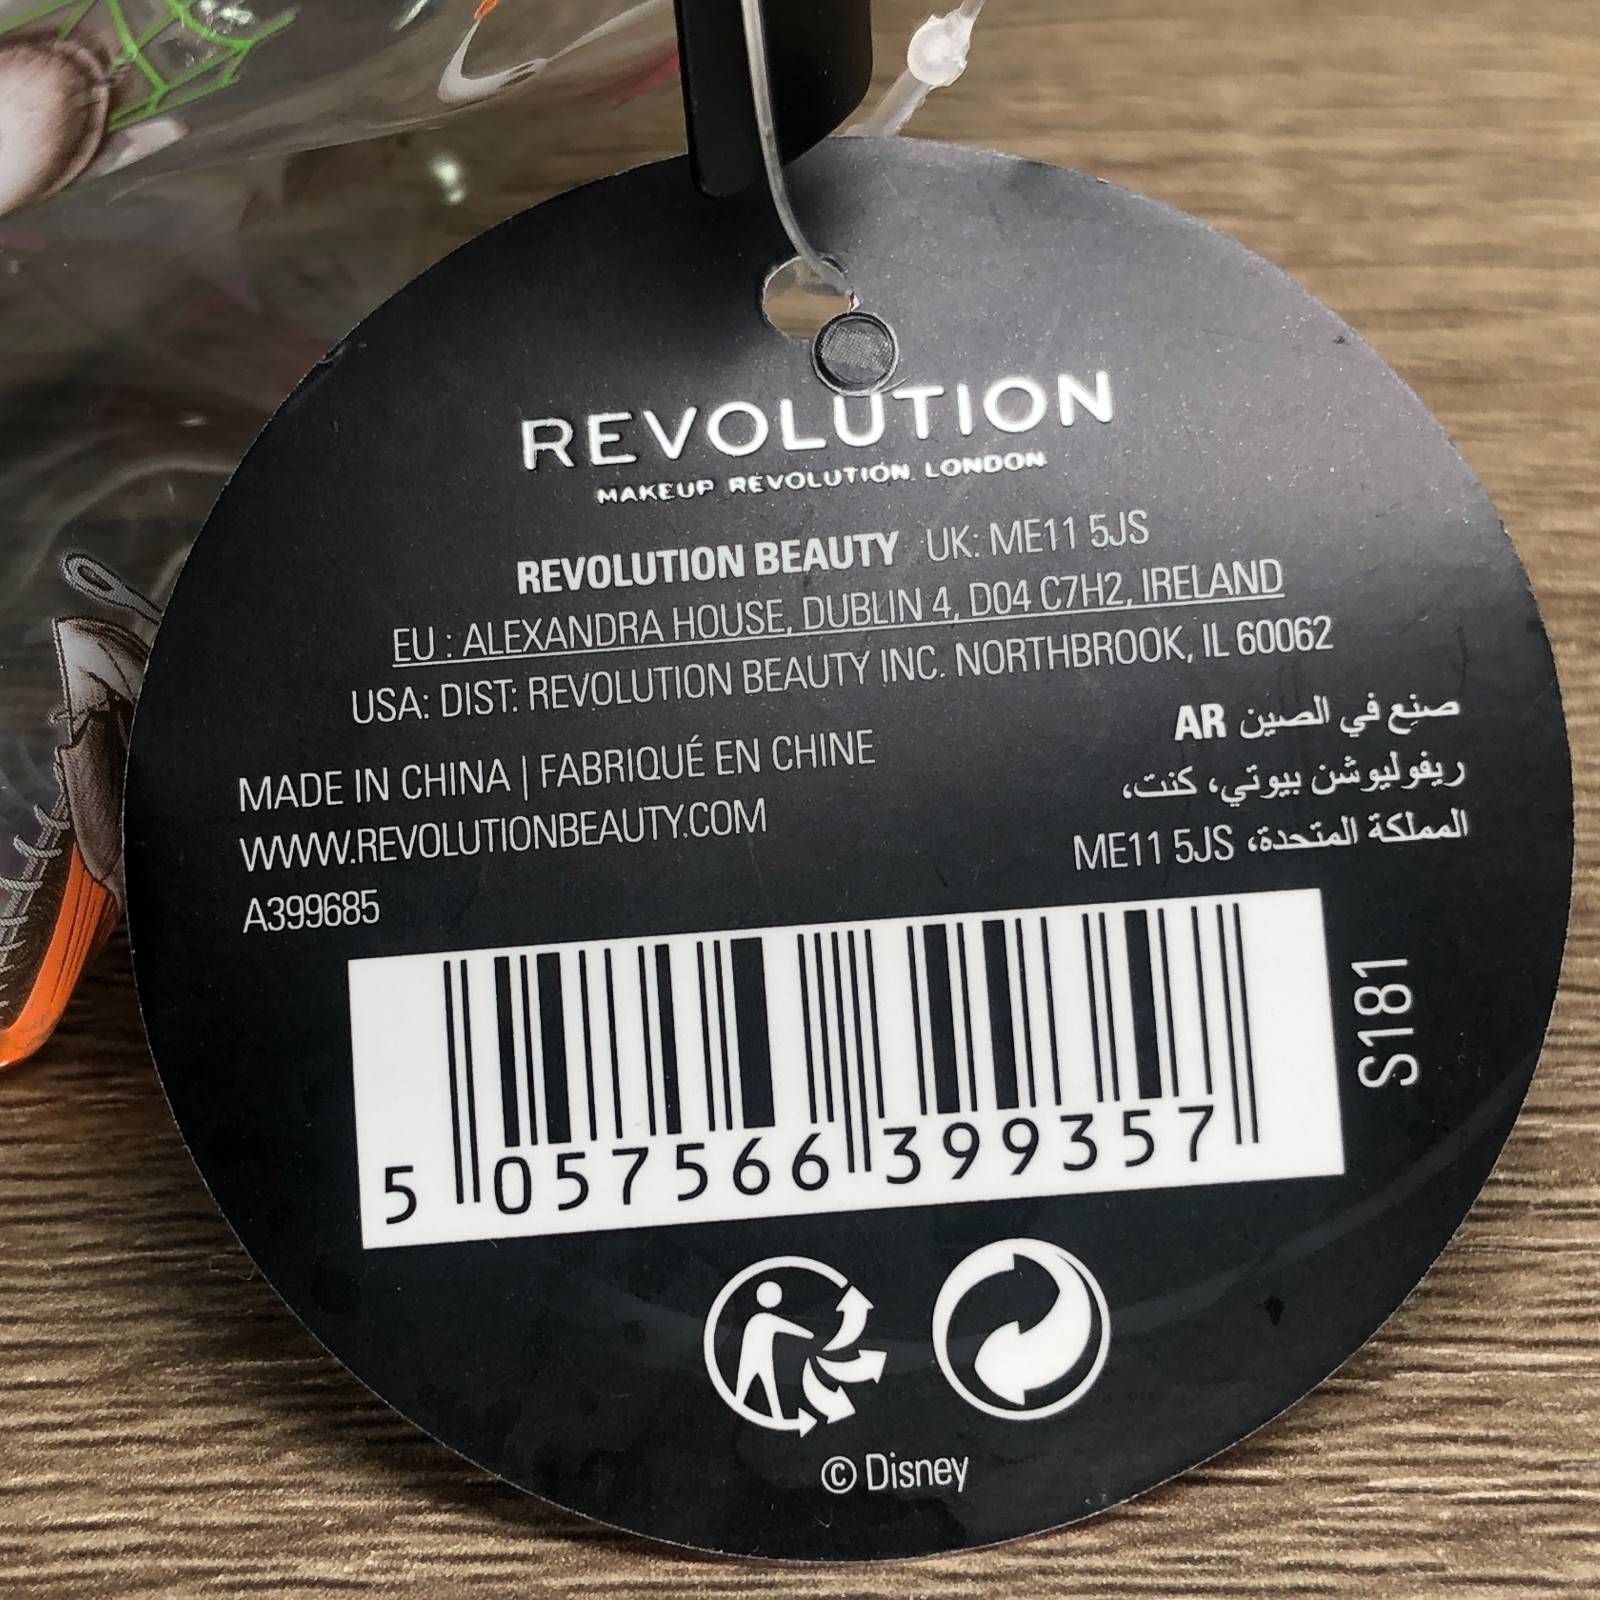 REVOLUTION
MAKEUP REVOLUTION. LONDON
REVOLUTION BEAUTY UK: ME11 5JS
EU : ALEXANDRA HOUSE, DUBLIN 4, D04 C7H2, IRELAND
USA: DIST: REVOLUTION BEAUTY INC. NORTHBROOK, IL 60062
MADE IN CHINA | FABRIQUÉ EN CHINE
WWW.REVOLUTIONBEAUTY.COM
A399685
AR صنع في الصين
ريفوليوشن بيوتي، كنت،
المملكة المتحدة، ME11 5JS
S181
5 057566 399357
© Disney